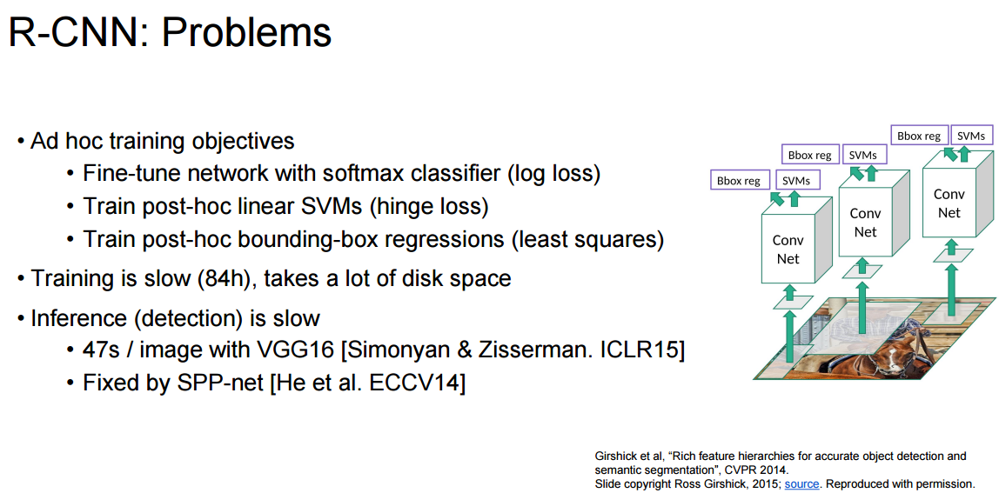 R-CNN: Problems
• Ad hoc training objectives
• Fine-tune network with softmax classifier (log loss)
• Train post-hoc linear SVMs (hinge loss)
• Train post-hoc bounding-box regressions (least squares)
• Training is slow (84h), takes a lot of disk space
• Inference (detection) is slow
• 47s / image with VGG16 [Simonyan & Zisserman. ICLR15]
• Fixed by SPP-net [He et al. ECCV14]
Bbox reg SVMs
Bbox reg SVMs
Bbox reg SVMs
Conv
Net
Conv
Net
Conv
Net
Girshick et al, “Rich feature hierarchies for accurate object detection and
semantic segmentation”, CVPR 2014.
Slide copyright Ross Girshick, 2015; source. Reproduced with permission.